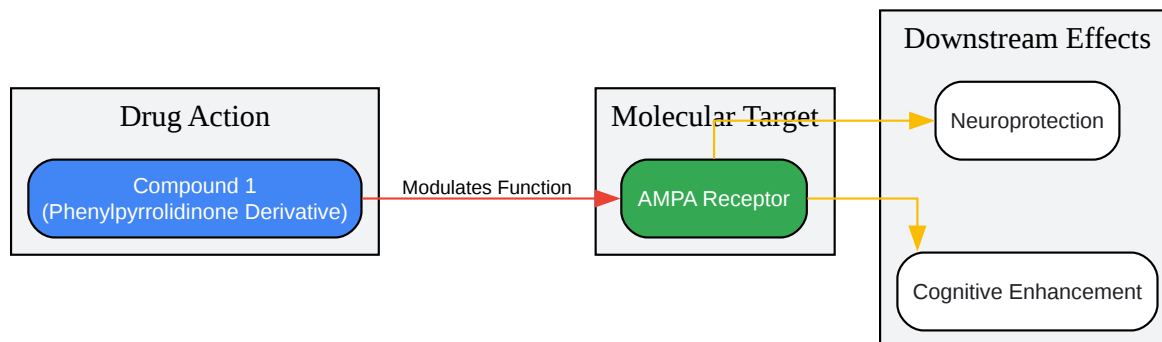 Drug Action
Compound 1
(Phenylpyrrolidinone Derivative)
Modulates Function
Molecular Target
AMPA Receptor
Downstream Effects
Neuroprotection
Cognitive Enhancement